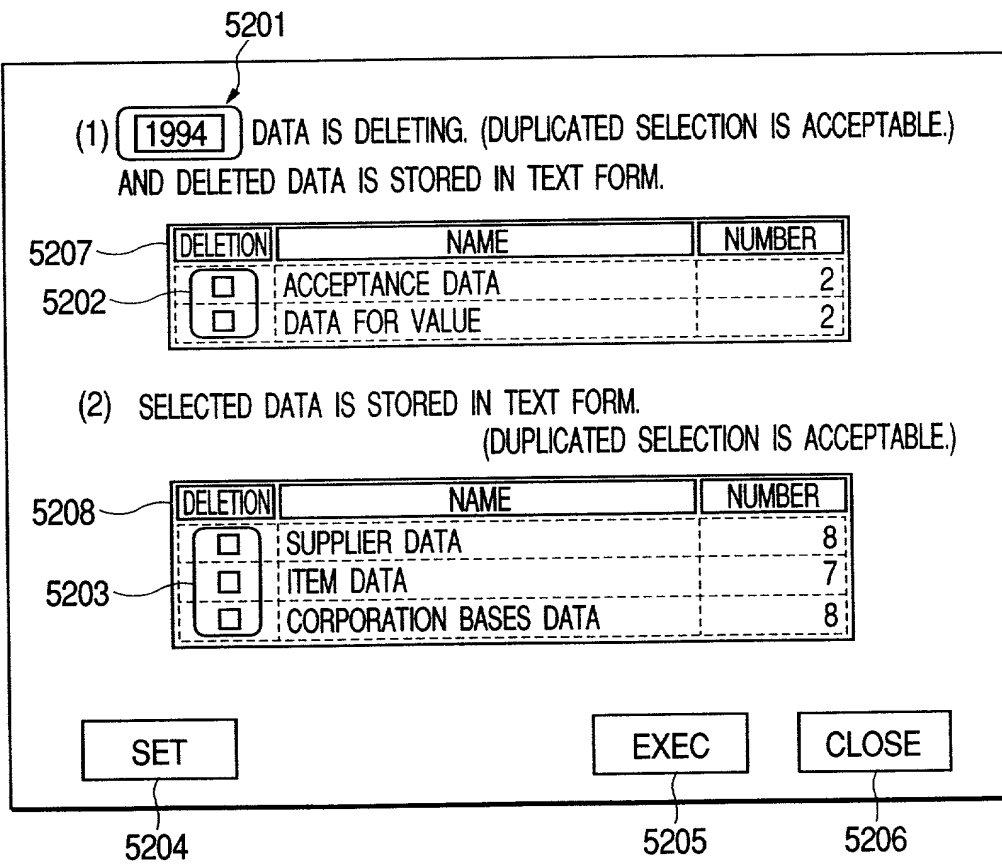 5201
(1) 1994 DATA IS DELETING. (DUPLICATED SELECTION IS ACCEPTABLE.)
AND DELETED DATA IS STORED IN TEXT FORM.
5207
DELETION NAME NUMBER
5202
ACCEPTANCE DATA 2
DATA FOR VALUE 2
(2) SELECTED DATA IS STORED IN TEXT FORM.
(DUPLICATED SELECTION IS ACCEPTABLE.)
5208
DELETION NAME NUMBER
SUPPLIER DATA 8
5203
ITEM DATA 7
CORPORATION BASES DATA 8
SET EXEC CLOSE
5204 5205 5206